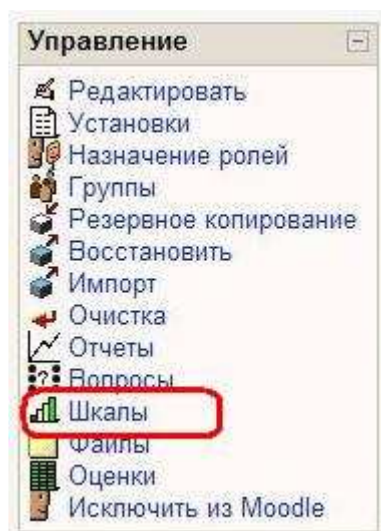 Управление
Редактировать
Установки
Назначение ролей
Группы
Резервное копирование
Восстановить
Импорт
Очистка
Отчеты
Вопросы
Шкалы
Файлы
Оценки
Исключить из Moodle